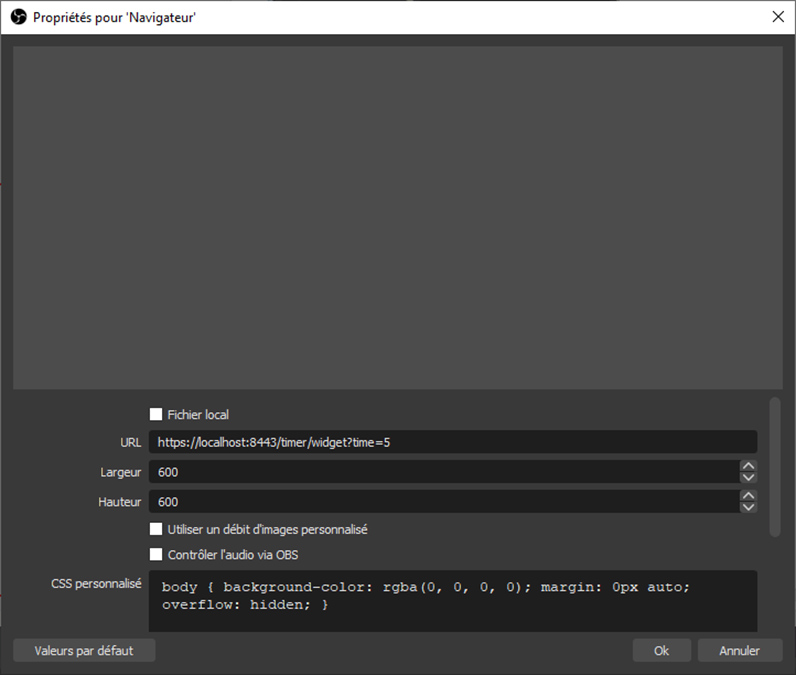 Propriétés pour 'Navigateur'
Fichier local
URL https://localhost:8443/timer/widget?time=5
Largeur 600
Hauteur 600
Utiliser un débit d'images personnalisé
Contrôler l'audio via OBS
CSS personnalisé body { background-color: rgba(0, 0, 0, 0); margin: 0px auto;
overflow: hidden; }
Valeurs par défaut Ok Annuler